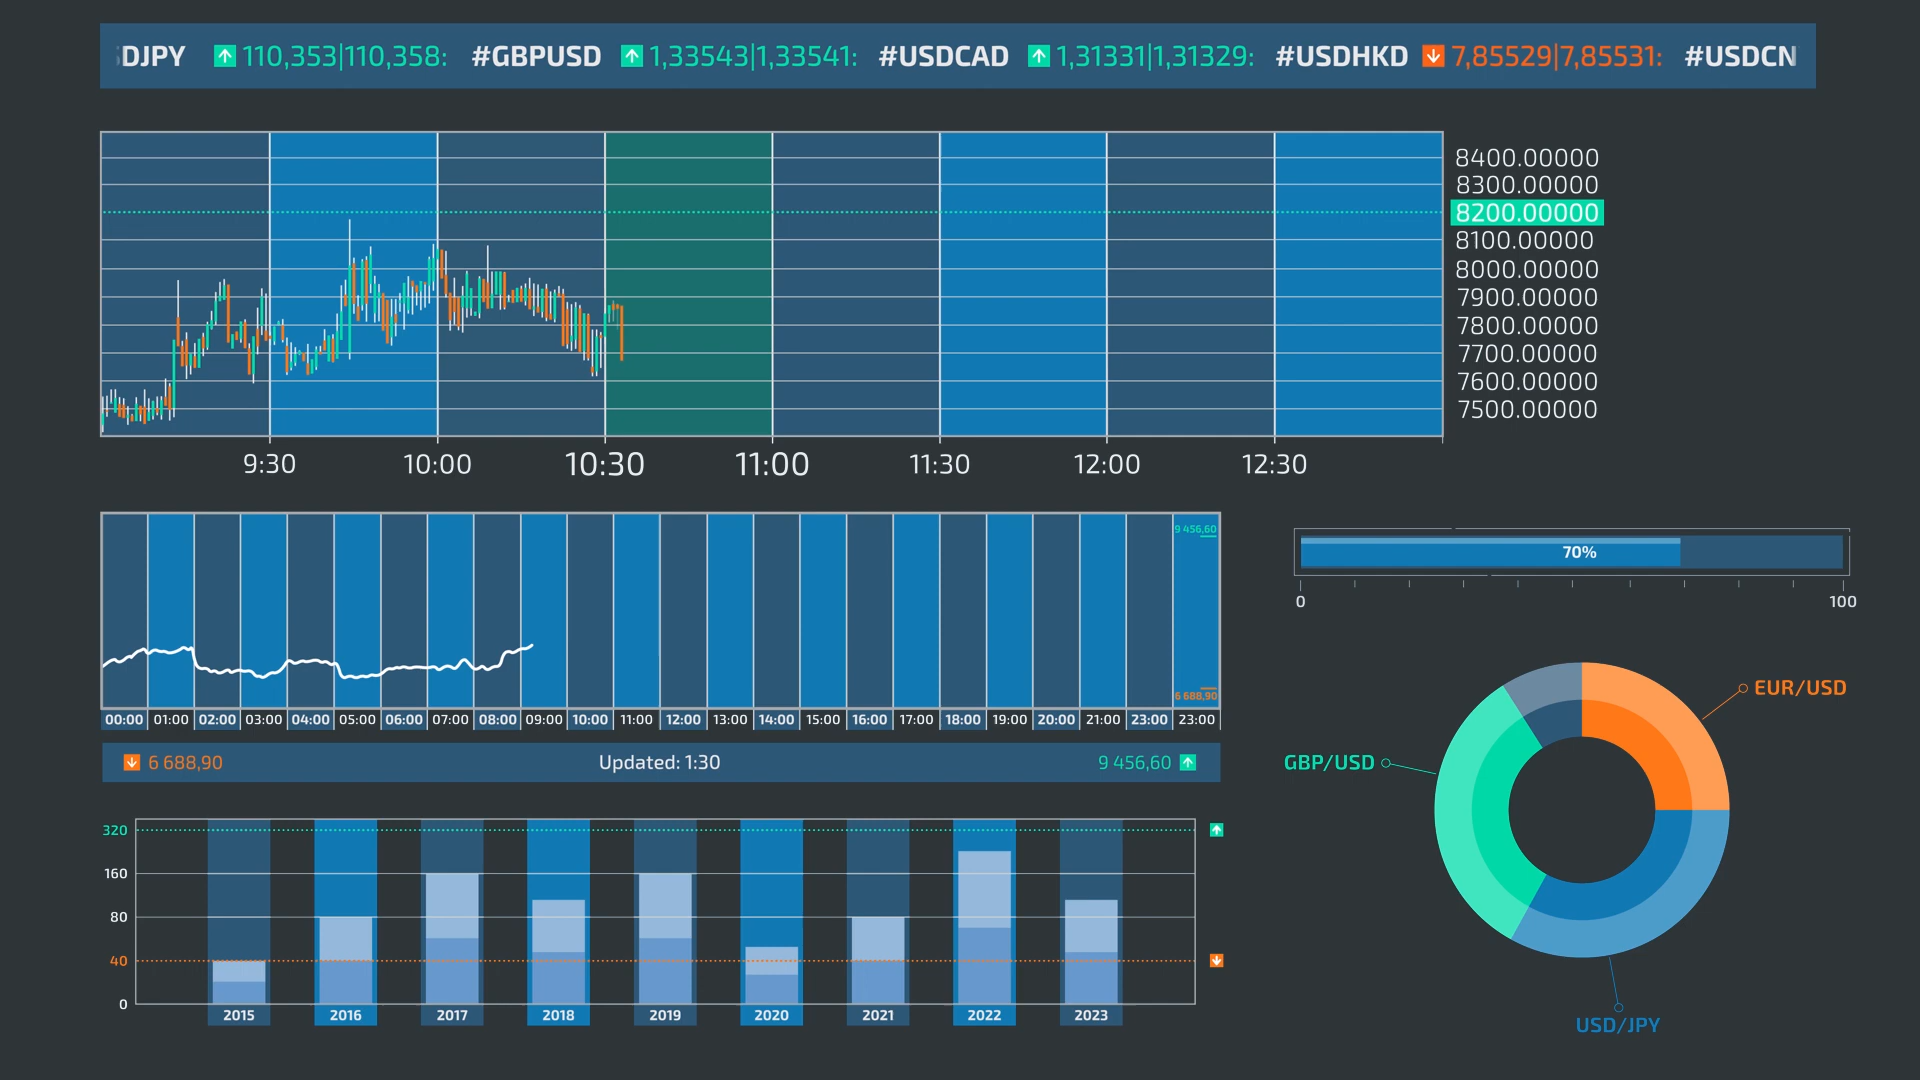 DJPY 110,353|110,358: #GBPUSD 1,33543|1,33541: #USDCAD 1,31331|1,31329: #USDHKD 7,85529|7,85531: #USDCN
8400.00000
8300.00000
8200.00000
8100.00000
8000.00000
7900.00000
7800.00000
7700.00000
7600.00000
7500.00000
9:30 10:00 10:30 11:00 11:30 12:00 12:30
9 456,60
6 688,90
00:00 01:00 02:00 03:00 04:00 05:00 06:00 07:00 08:00 09:00 10:00 11:00 12:00 13:00 14:00 15:00 16:00 17:00 18:00 19:00 20:00 21:00 23:00 23:00
6 688,90 Updated: 1:30 9 456,60
70%
0 100
EUR/USD
GBP/USD
USD/JPY
320
160
80
40
0
2015 2016 2017 2018 2019 2020 2021 2022 2023